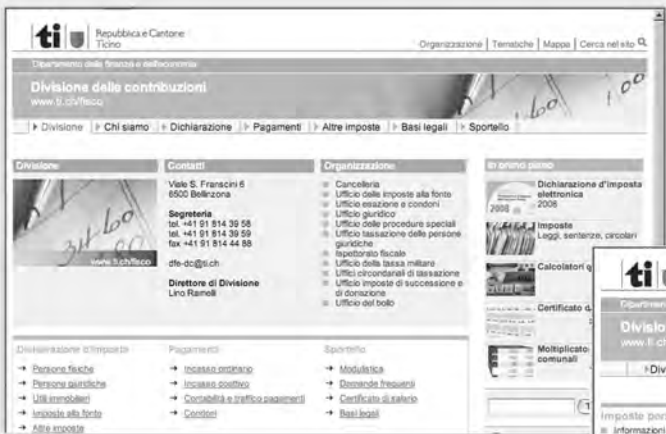 ti
Repubblica e Cantone
Ticino
Organizzazione | Tematiche | Mappa | Cerca nel sito
Dipartimento delle finanze e dell'economia
Divisione delle contribuzioni
www.ti.ch/fisco
Divisione
Chi siamo
Dichiarazione
Pagamenti
Altre imposte
Basi legali
Sportello
Divisione
www.ti.ch/fisco
Contatti
Viale S. Franscini 6
6500 Bellinzona
Segreteria
tel. +41 91 814 39 58
tel. +41 91 814 39 59
fax +41 91 814 44 88
dfe-dc@ti.ch
Direttore di Divisione
Lino Ramelli
Organizzazione
Cancelleria
Ufficio delle imposte alla fonte
Ufficio esazione e condoni
Ufficio giuridico
Ufficio delle procedure speciali
Ufficio tassazione delle persone
giuridiche
Ispettorato fiscale
Ufficio della tassa militare
Uffici circondariali di tassazione
Ufficio imposte di successione e
di donazione
Ufficio del bollo
In primo piano
Dichiarazione d'imposta
elettronica
2008
2008
Imposte
Leggi, sentenze, circolari
Calcolatori
Certificato d
Moltiplicato
comunali
Dichiarazione d'imposta
→ Persone fisiche
→ Persone giuridiche
→ Utili immobiliari
→ Imposte alla fonte
→ Altre imposte
Pagamenti
→ Incasso ordinario
→ Incasso coattivo
→ Contabilità e traffico pagamenti
→ Condoni
Sportello
→ Modulistica
→ Domande frequenti
→ Certificato di salario
→ Basi legali
ti
Dipartimen
Divisio
www.ti.ch
Div
Imposte per
Informazioni